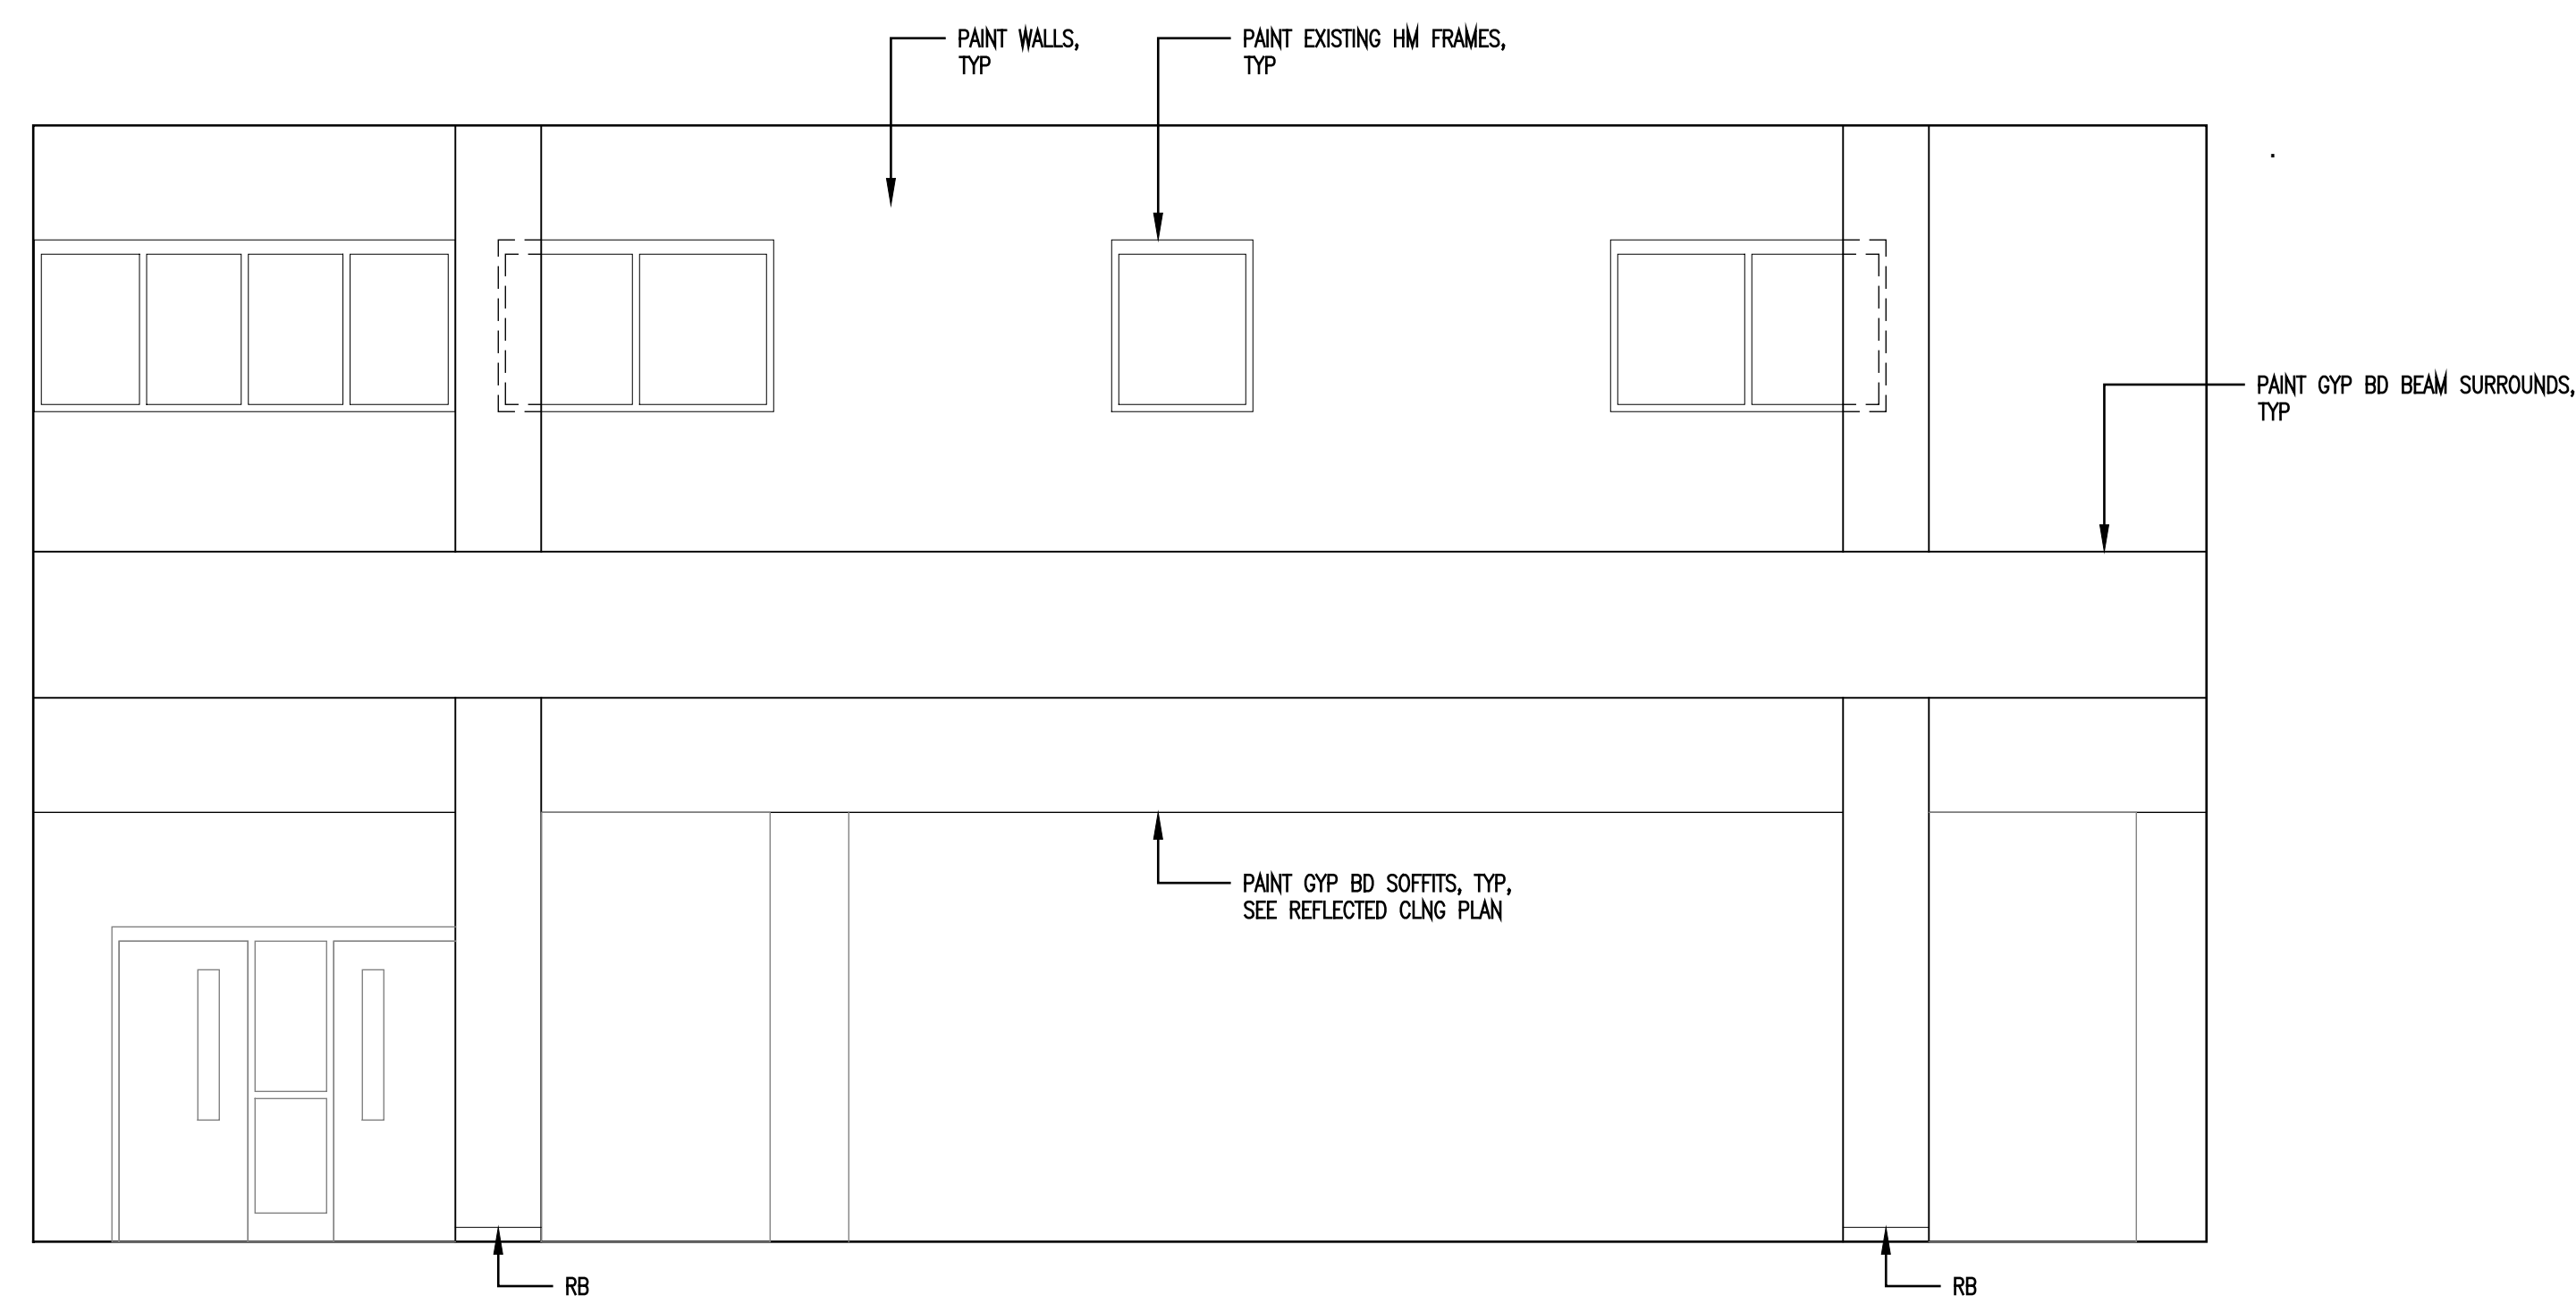 PAINT WALLS,
TYP
PAINT EXISTING HM FRAMES,
TYP
PAINT GYP BD BEAM SURROUNDS,
TYP
PAINT GYP BD SOFFITS, TYP,
SEE REFLECTED CLNG PLAN
RB
RB